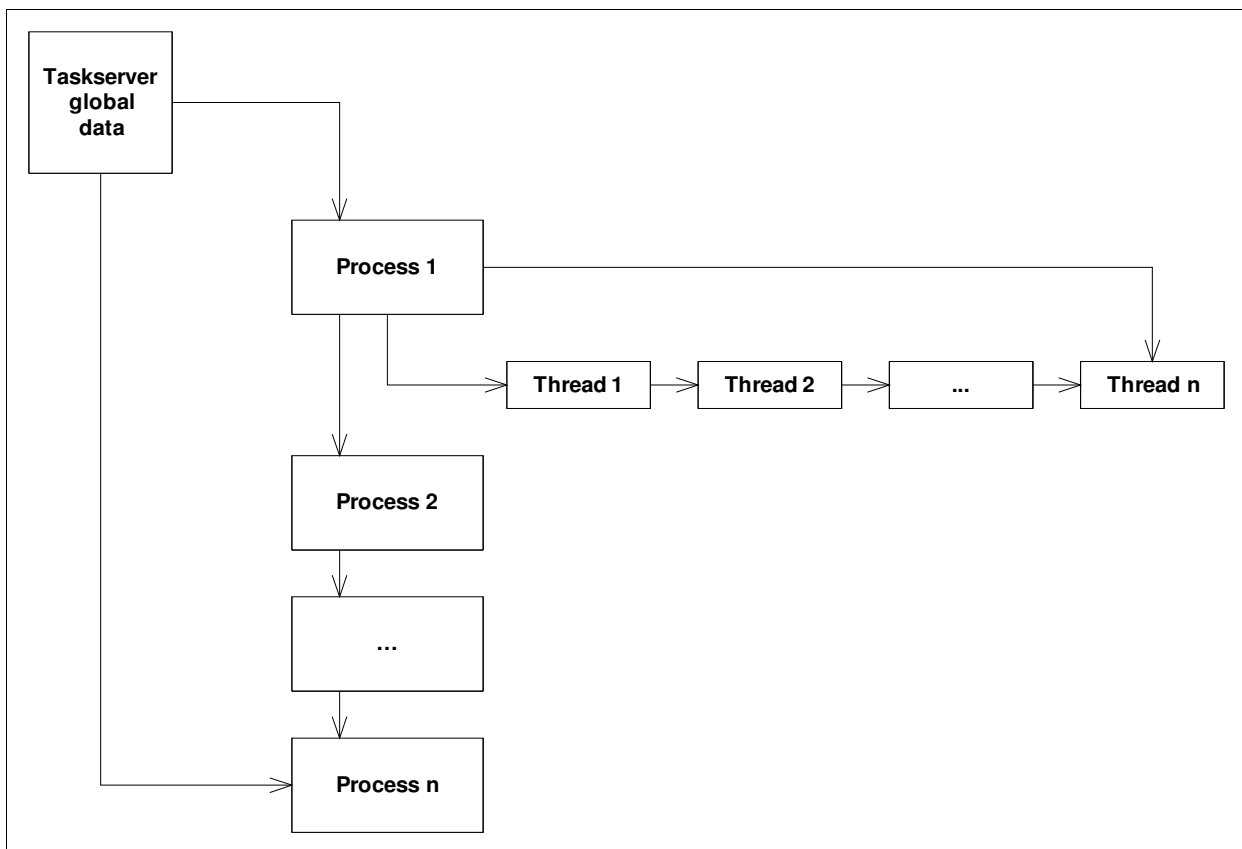 Taskserver
global
data
Process 1
Thread 1
Thread 2
...
Thread n
Process 2
...
Process n